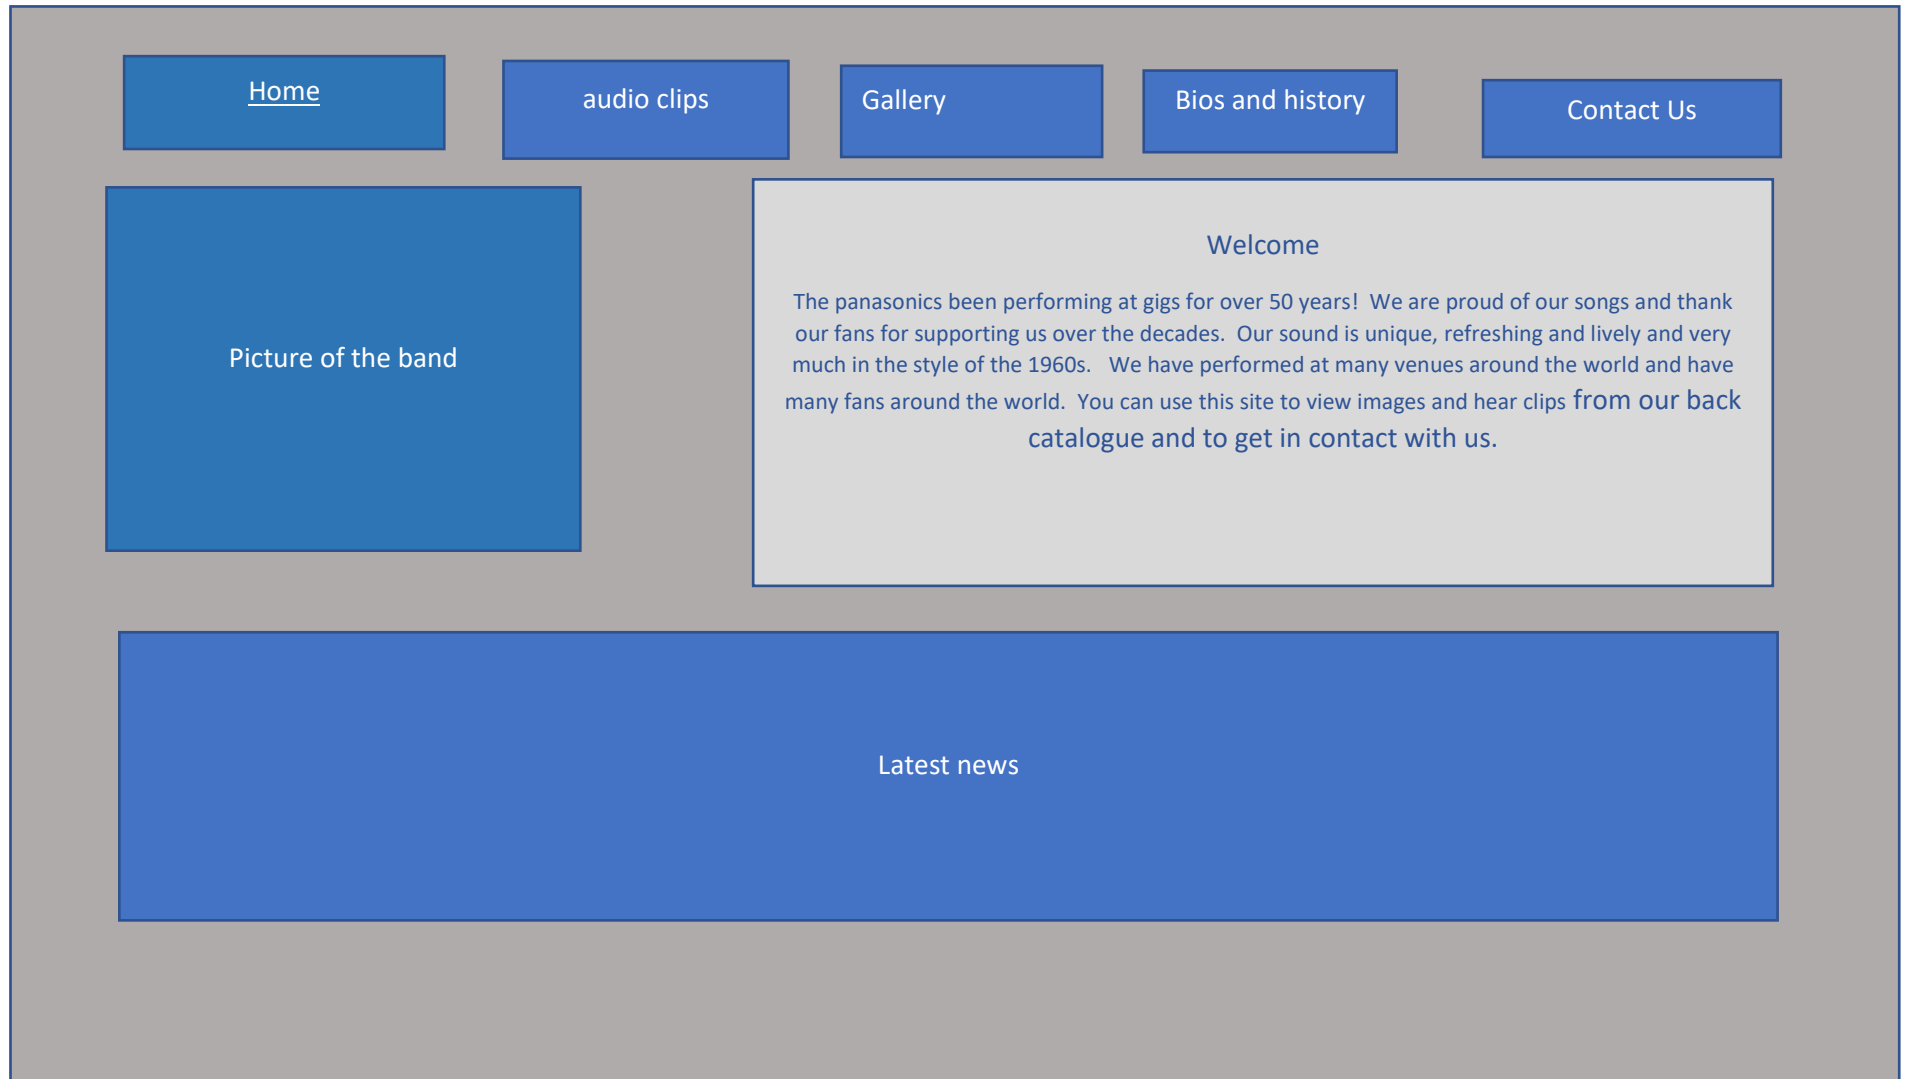 Home
audio clips
Gallery
Bios and history
Contact Us
Picture of the band
Welcome
The panasonics been performing at gigs for over 50 years!  We are proud of our songs and thank
our fans for supporting us over the decades.  Our sound is unique, refreshing and lively and very
much in the style of the 1960s.   We have performed at many venues around the world and have
many fans around the world.  You can use this site to view images and hear clips from our back
catalogue and to get in contact with us.
Latest news